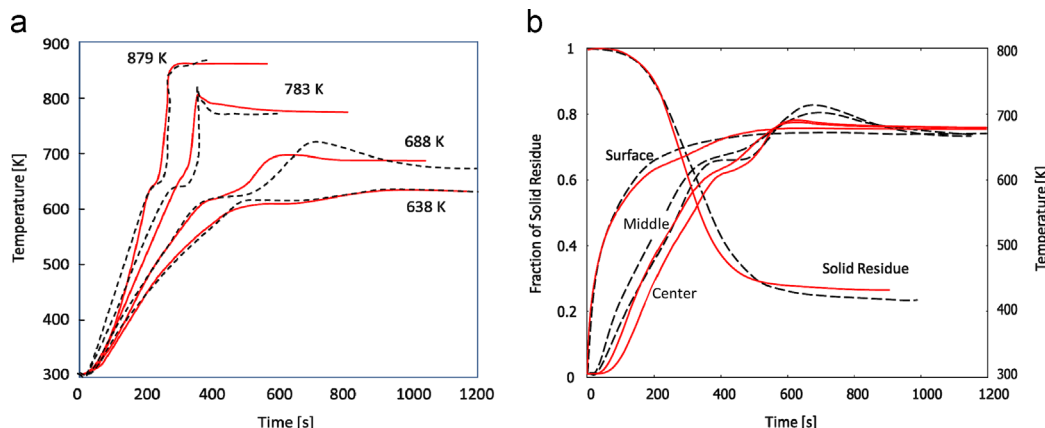 a
900
800
700
600
500
400
300
Temperature [K]
879 K
783 K
688 K
638 K
0
200
400
600
800
1000
1200
Time [s]
b
1
0.8
0.6
0.4
0.2
0
Fraction of Solid Residue
Surface
Middle
Center
Solid Residue
800
700
600
500
400
300
Temperature [K]
0
200
400
600
800
1000
1200
Time [s]